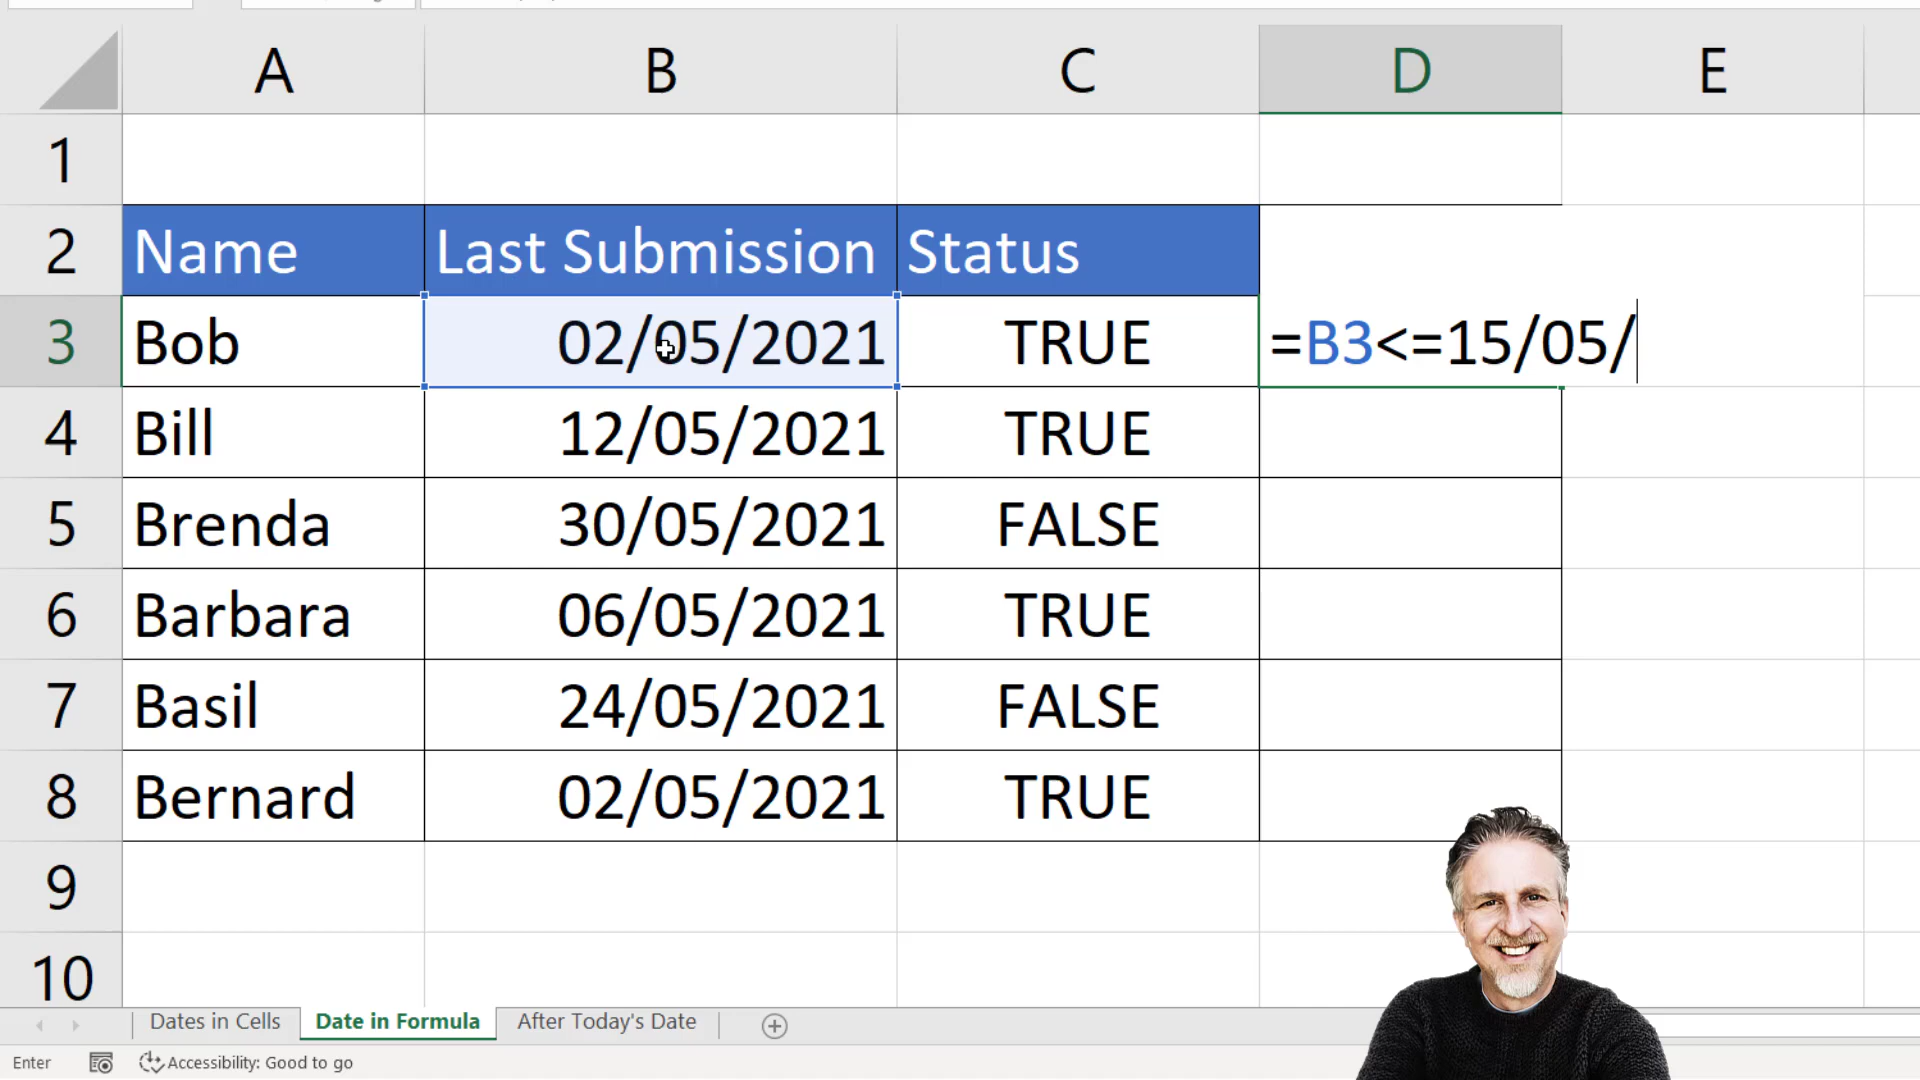 A B C D E
1
2 Name Last Submission Status
3 Bob 02/05/2021 TRUE =B3<=15/05/
4 Bill 12/05/2021 TRUE
5 Brenda 30/05/2021 FALSE
6 Barbara 06/05/2021 TRUE
7 Basil 24/05/2021 FALSE
8 Bernard 02/05/2021 TRUE
9
10
Dates in Cells Date in Formula After Today's Date
Enter Accessibility: Good to go